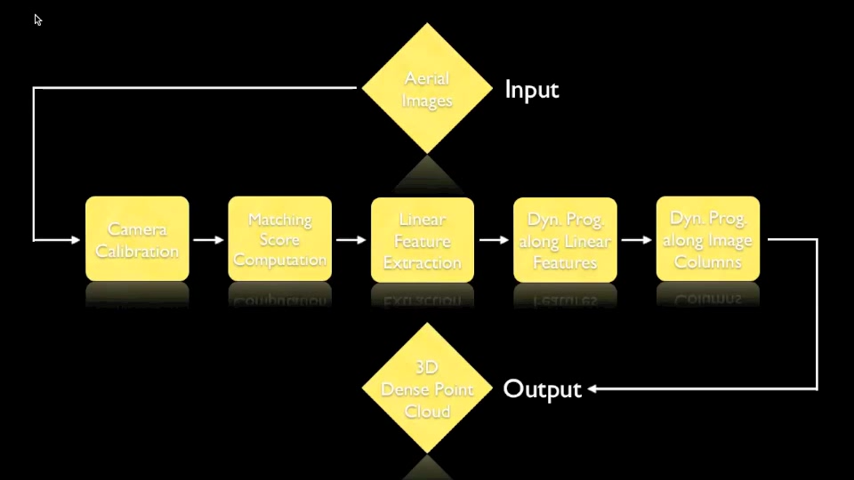 Aerial
Images
Input
Camera
Calibration
Matching
Score
Computation
Linear
Feature
Extraction
Dyn. Prog.
along Linear
Features
Dyn. Prog.
along Image
Columns
3D
Dense Point
Cloud
Output